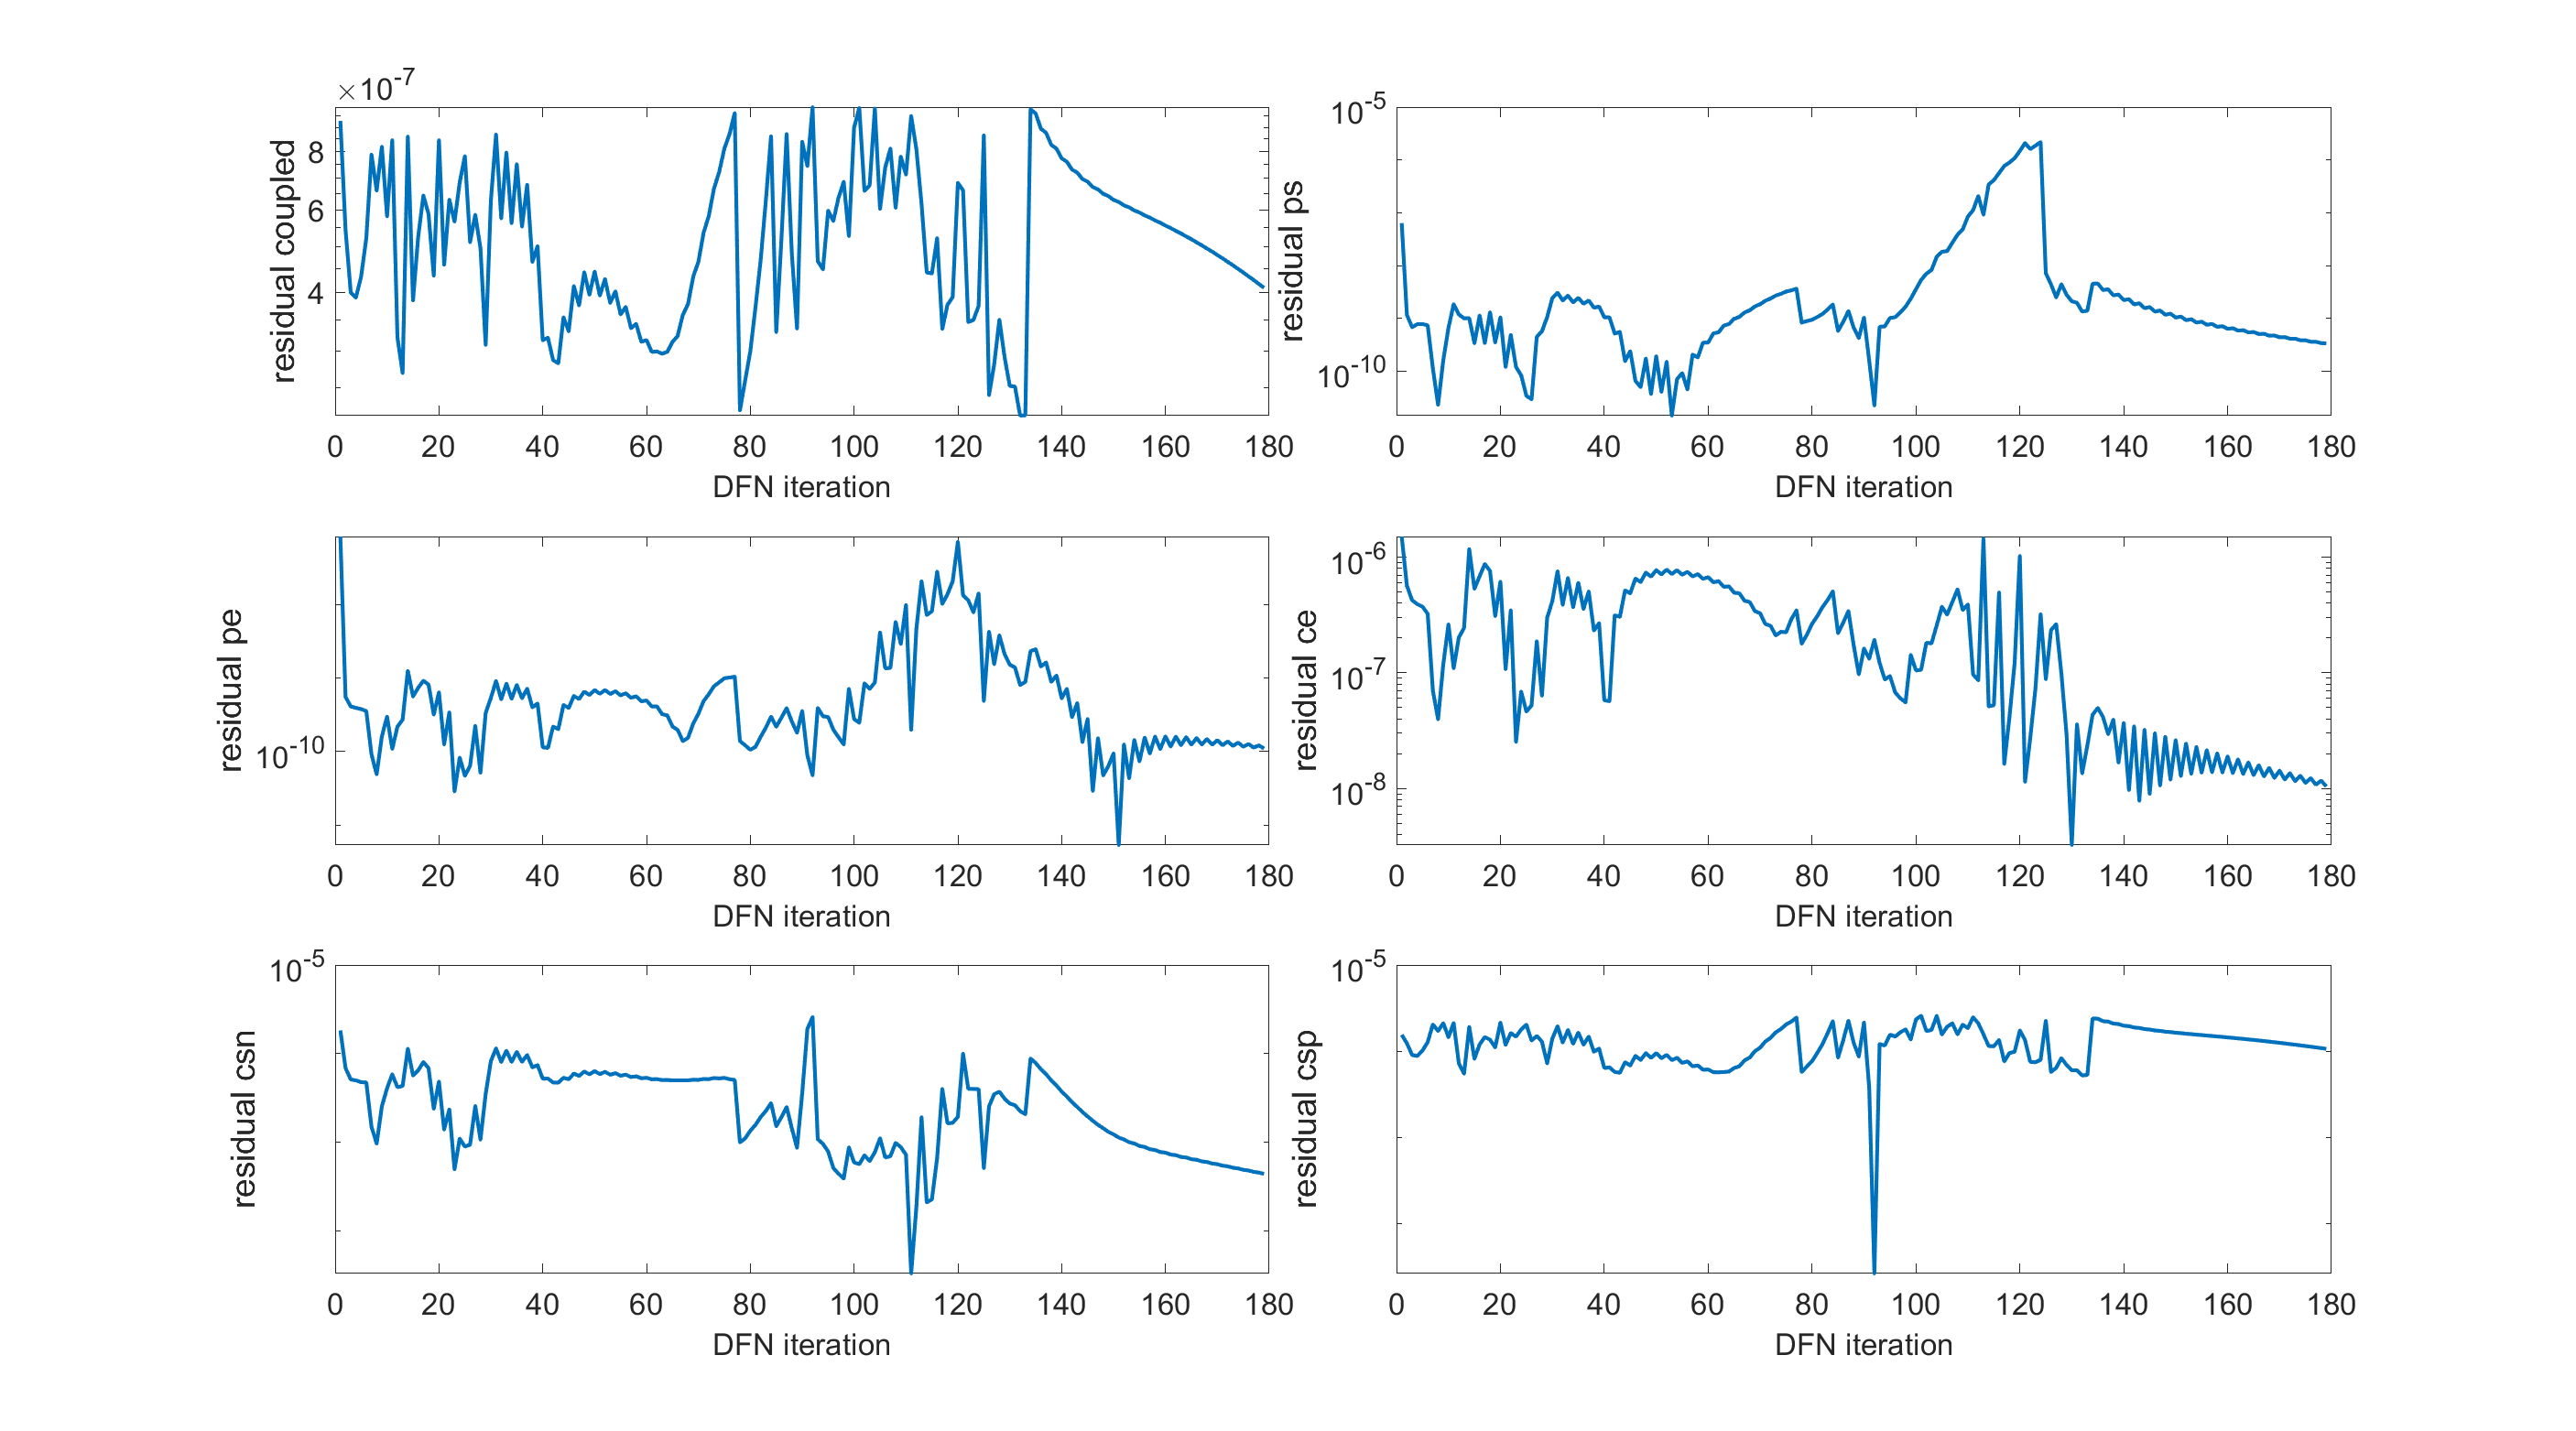 ×10-7
residual coupled
8
6
4
0 20 40 60 80 100 120 140 160 180
DFN iteration
residual ps
10-5
10-10
0 20 40 60 80 100 120 140 160 180
DFN iteration
residual pe
10-10
0 20 40 60 80 100 120 140 160 180
DFN iteration
residual ce
10-6
10-7
10-8
0 20 40 60 80 100 120 140 160 180
DFN iteration
residual csn
10-5
0 20 40 60 80 100 120 140 160 180
DFN iteration
residual csp
10-5
0 20 40 60 80 100 120 140 160 180
DFN iteration